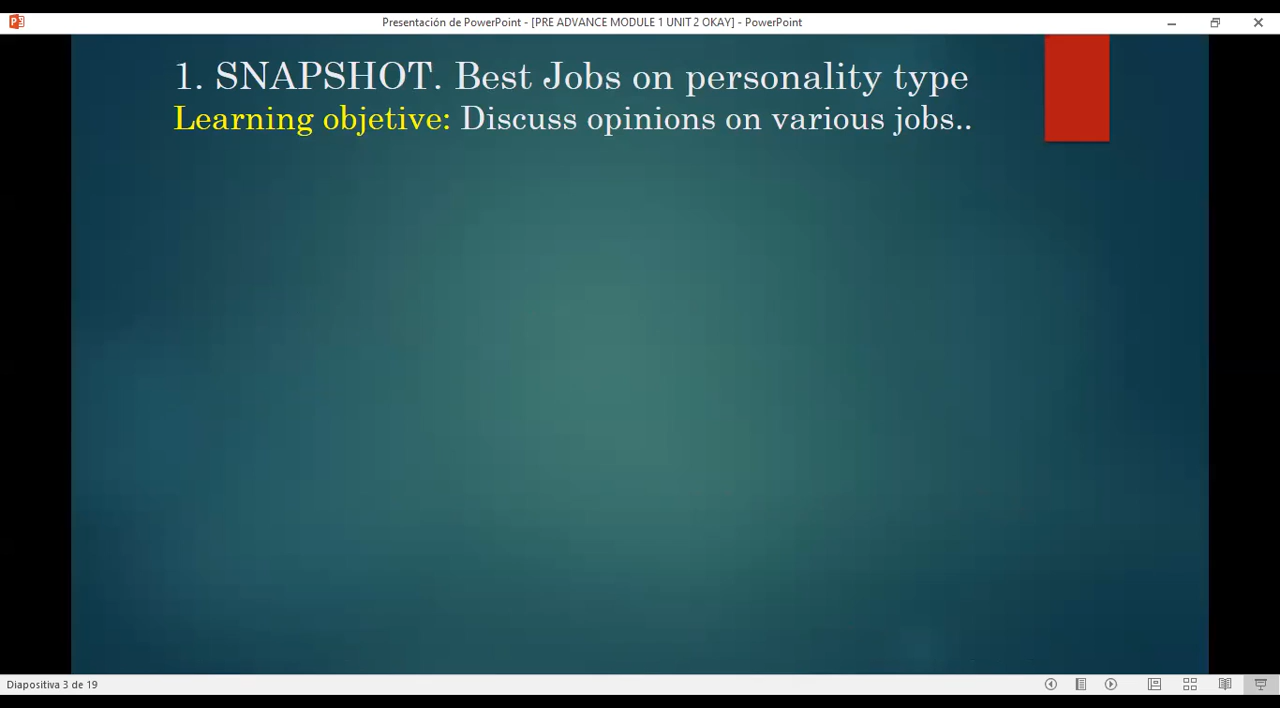 Presentación de PowerPoint - [PRE ADVANCE MODULE 1 UNIT 2 OKAY] - PowerPoint
1. SNAPSHOT. Best Jobs on personality type
Learning objetive: Discuss opinions on various jobs..
Diapositiva 3 de 19